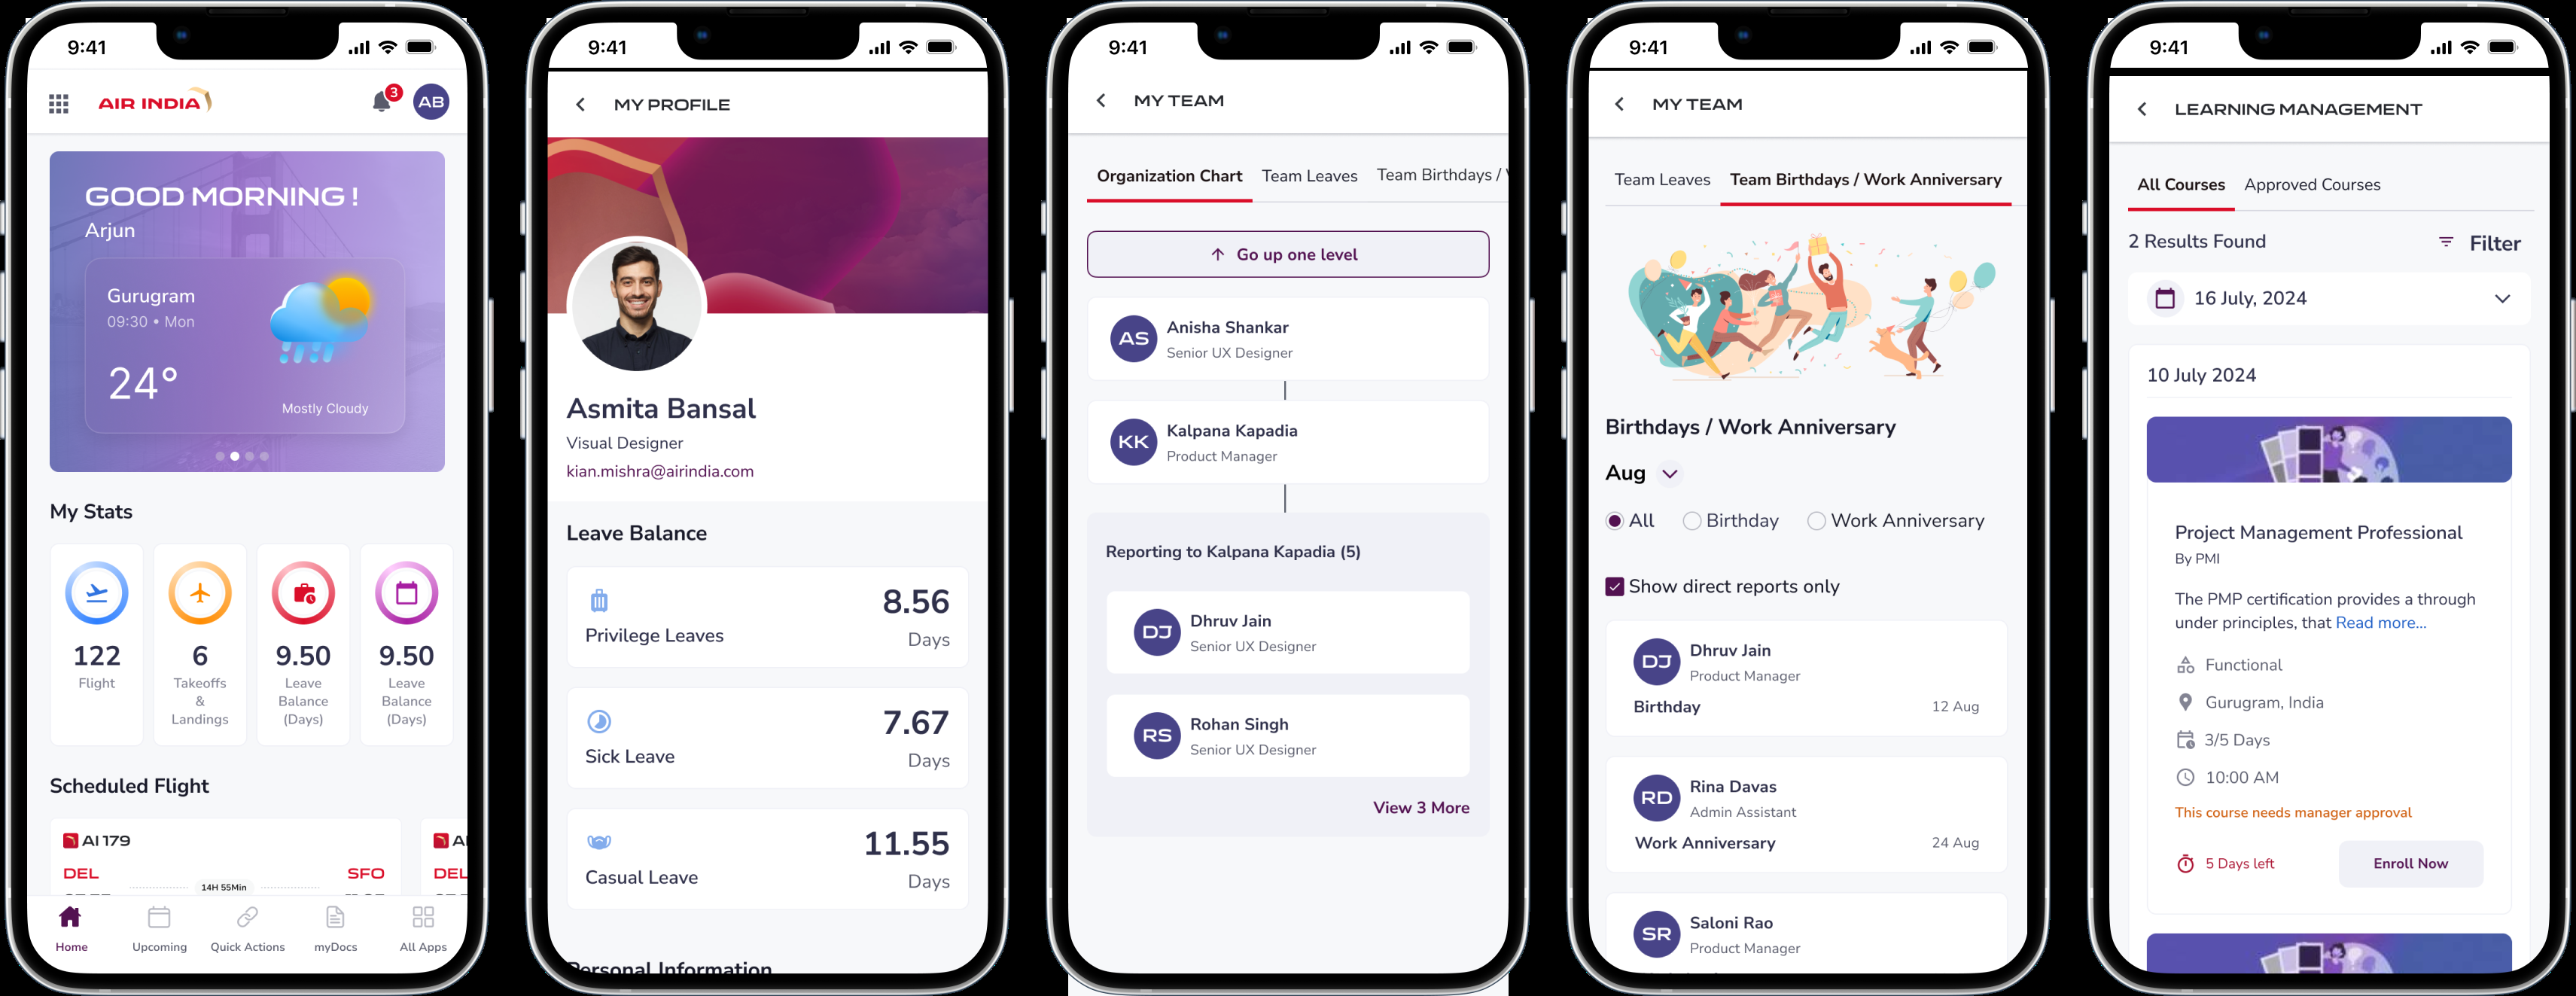 9:41
AIR INDIA
3
AB
GOOD MORNING !
Arjun
Gurugram
09:30 • Mon
24°
Mostly Cloudy
My Stats
122
Flight
6
Takeoffs
&
Landings
9.50
Leave
Balance
(Days)
9.50
Leave
Balance
(Days)
Scheduled Flight
AI 179
AI
DEL
SFO
DEL
14H 55Min
Home
Upcoming
Quick Actions
myDocs
All Apps
9:41
MY PROFILE
Asmita Bansal
Visual Designer
kian.mishra@airindia.com
Leave Balance
8.56
Privilege Leaves
Days
7.67
Sick Leave
Days
11.55
Casual Leave
Days
Personal Information
9:41
MY TEAM
Organization Chart
Team Leaves
Team Birthdays /
Go up one level
AS
Anisha Shankar
Senior UX Designer
KK
Kalpana Kapadia
Product Manager
Reporting to Kalpana Kapadia (5)
DJ
Dhruv Jain
Senior UX Designer
RS
Rohan Singh
Senior UX Designer
View 3 More
9:41
MY TEAM
Team Leaves
Team Birthdays / Work Anniversary
Birthdays / Work Anniversary
Aug
All
Birthday
Work Anniversary
Show direct reports only
DJ
Dhruv Jain
Product Manager
Birthday
12 Aug
RD
Rina Davas
Admin Assistant
Work Anniversary
24 Aug
SR
Saloni Rao
Product Manager
9:41
LEARNING MANAGEMENT
All Courses
Approved Courses
2 Results Found
Filter
16 July, 2024
10 July 2024
Project Management Professional
By PMI
The PMP certification provides a through
under principles, that Read more...
Functional
Gurugram, India
3/5 Days
10:00 AM
This course needs manager approval
5 Days left
Enroll Now